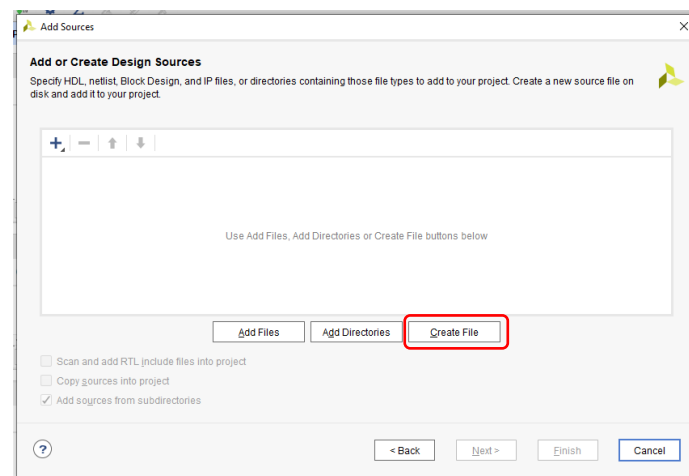 Add Sources
Add or Create Design Sources
Specify HDL, netlist, Block Design, and IP files, or directories containing those file types to add to your project. Create a new source file on
disk and add it to your project.
Use Add Files, Add Directories or Create File buttons below
Add Files Add Directories Create File
Scan and add RTL include files into project
Copy sources into project
Add sources from subdirectories
? < Back Next > Finish Cancel